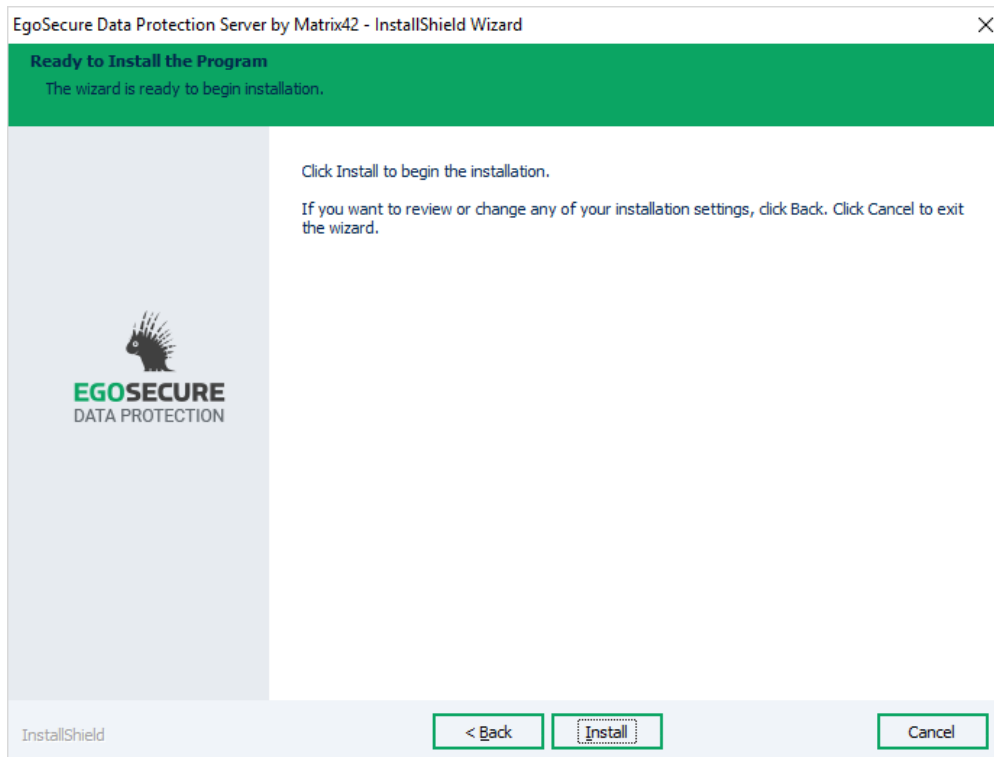 EgoSecure Data Protection Server by Matrix42 - InstallShield Wizard
Ready to Install the Program
The wizard is ready to begin installation.
Click Install to begin the installation.
If you want to review or change any of your installation settings, click Back. Click Cancel to exit
the wizard.
EGOSECURE
DATA PROTECTION
InstallShield
< Back
Install
Cancel